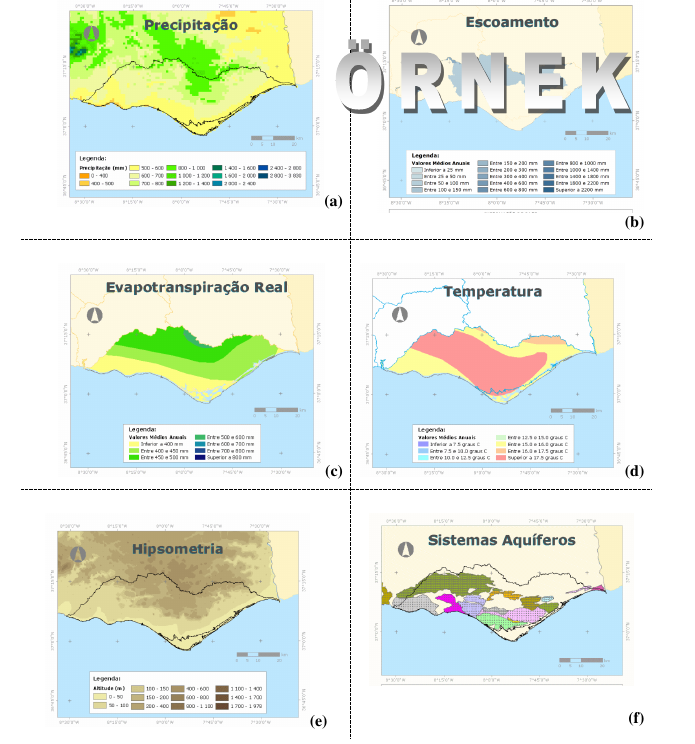 Precipitação
Legenda:
Precipitação (mm)
0 - 400
400 - 500
500 - 600
600 - 700
700 - 800
800 - 1 000
1 000 - 1 200
1 200 - 1 400
1 400 - 1 600
1 600 - 2 000
2 000 - 2 400
2 400 - 2 800
2 800 - 3 800
(a)
Escoamento
ÖRNEK
Legenda:
Valores Médios Anuais
Inferior a 25 mm
Entre 25 e 50 mm
Entre 50 e 100 mm
Entre 100 e 150 mm
Entre 150 e 200 mm
Entre 200 e 300 mm
Entre 300 e 400 mm
Entre 400 e 600 mm
Entre 600 e 800 mm
Entre 800 e 1000 mm
Entre 1000 e 1400 mm
Entre 1400 e 1800 mm
Entre 1800 e 2200 mm
Superior a 2200 mm
(b)
Evapotranspiração Real
Legenda:
Valores Médios Anuais
Inferior a 400 mm
Entre 400 e 450 mm
Entre 450 e 500 mm
Entre 500 e 600 mm
Entre 600 e 700 mm
Entre 700 e 800 mm
Superior a 800 mm
(c)
Temperatura
Legenda:
Valores Médios Anuais
Inferior a 7.5 graus C
Entre 7.5 e 10.0 graus C
Entre 10.0 e 12.5 graus C
Entre 12.5 e 15.0 graus C
Entre 15.0 e 16.0 graus C
Entre 16.0 e 17.5 graus C
Superior a 17.5 graus C
(d)
Hipsometria
Legenda:
Altitude (m)
0 - 50
50 - 100
100 - 150
150 - 200
200 - 400
400 - 600
600 - 800
800 - 1 100
1 100 - 1 400
1 400 - 1 700
1 700 - 1 978
(e)
Sistemas Aquíferos
(f)